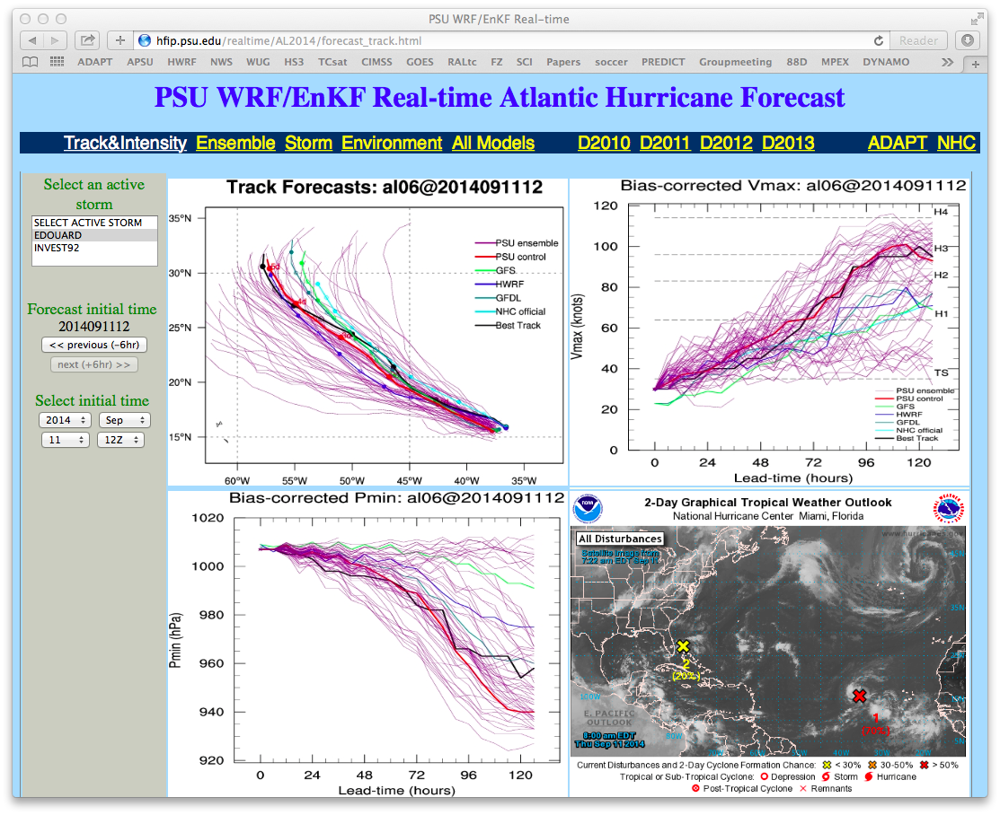 PSU WRF/EnKF Real-time
hfip.psu.edu/realtime/AL2014/forecast_track.html
Reader
ADAPT APSU HWRF NWS WUG HS3 TCsat CIMSS GOES RALtc FZ SCI Papers soccer PREDICT Groupmeeting 88D MPEX DYNAMO >>
PSU WRF/EnKF Real-time Atlantic Hurricane Forecast
Track&Intensity Ensemble Storm Environment All Models D2010 D2011 D2012 D2013 ADAPT NHC
Select an active
storm
SELECT ACTIVE STORM
EDOUARD
INVEST92
Forecast initial time
2014091112
<< previous (-6hr)
next (+6hr) >>
Select initial time
2014 Sep
11 12Z
Track Forecasts: al06@2014091112
35°N
30°N
25°N
20°N
15°N
60°W 55°W 50°W 45°W 40°W 35°W
PSU ensemble
PSU control
GFS
HWRF
GFDL
NHC official
Best Track
5d
4d
3d
Bias-corrected Vmax: al06@2014091112
Vmax (knots)
120
100
80
60
40
20
0
H4
H3
H2
H1
TS
PSU ensemble
PSU control
GFS
HWRF
GFDL
NHC official
Best Track
0 24 48 72 96 120
Lead-time (hours)
Bias-corrected Pmin: al06@2014091112
Pmin (hPa)
1020
1000
980
960
940
920
0 24 48 72 96 120
Lead-time (hours)
NOAA
2-Day Graphical Tropical Weather Outlook
National Hurricane Center Miami, Florida
All Disturbances
www.hurricanes.gov
Satellite Image from
7:22 am EDT Sep 11
35N
2
(20%)
1
E. PACIFIC
OUTLOOK
8:00 am EDT
Thu Sep 11 2014
Current Disturbances and 2-Day Cyclone Formation Chance: < 30% 30-50% > 50%
Tropical or Sub-Tropical Cyclone: Depression Storm Hurricane
Post-Tropical Cyclone Remnants